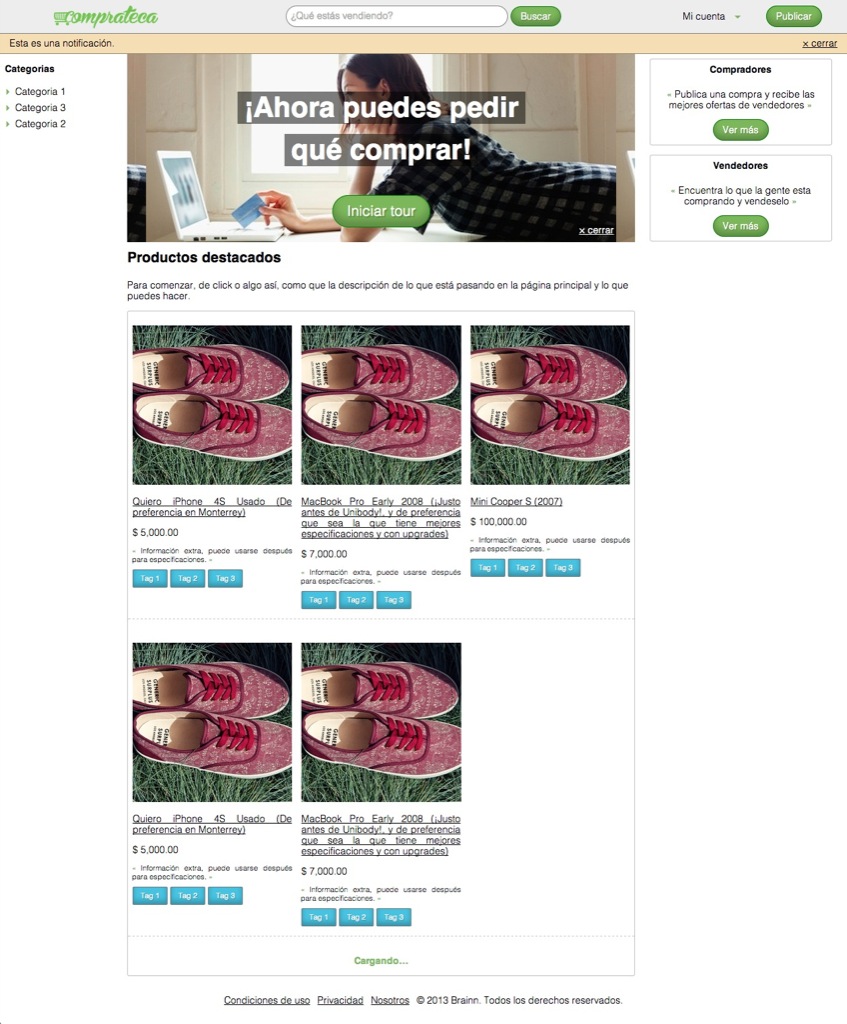 comprateca
¿Qué estás vendiendo?
Buscar
Mi cuenta
Publicar
Esta es una notificación.
x cerrar
Categorias
Categoria 1
Categoria 3
Categoria 2
¡Ahora puedes pedir
qué comprar!
Iniciar tour
x cerrar
Compradores
« Publica una compra y recibe las
mejores ofertas de vendedores »
Ver más
Vendedores
« Encuentra lo que la gente esta
comprando y vendeselo »
Ver más
Productos destacados
Para comenzar, de click o algo así, como que la descripción de lo que está pasando en la página principal y lo que
puedes hacer.
Quiero iPhone 4S Usado (De
preferencia en Monterrey)
$ 5,000.00
- Información extra, puede usarse después
para especificaciones. -
Tag 1 Tag 2 Tag 3
MacBook Pro Early 2008 (¡Justo
antes de Unibody!, y de preferencia
que sea la que tiene mejores
especificaciones y con upgrades)
$ 7,000.00
- Información extra, puede usarse después
para especificaciones. -
Tag 1 Tag 2 Tag 3
Mini Cooper S (2007)
$ 100,000.00
- Información extra, puede usarse después
para especificaciones. -
Tag 1 Tag 2 Tag 3
Quiero iPhone 4S Usado (De
preferencia en Monterrey)
$ 5,000.00
- Información extra, puede usarse después
para especificaciones. -
Tag 1 Tag 2 Tag 3
MacBook Pro Early 2008 (¡Justo
antes de Unibody!, y de preferencia
que sea la que tiene mejores
especificaciones y con upgrades)
$ 7,000.00
- Información extra, puede usarse después
para especificaciones. -
Tag 1 Tag 2 Tag 3
Cargando...
Condiciones de uso Privacidad Nosotros © 2013 Brainn. Todos los derechos reservados.